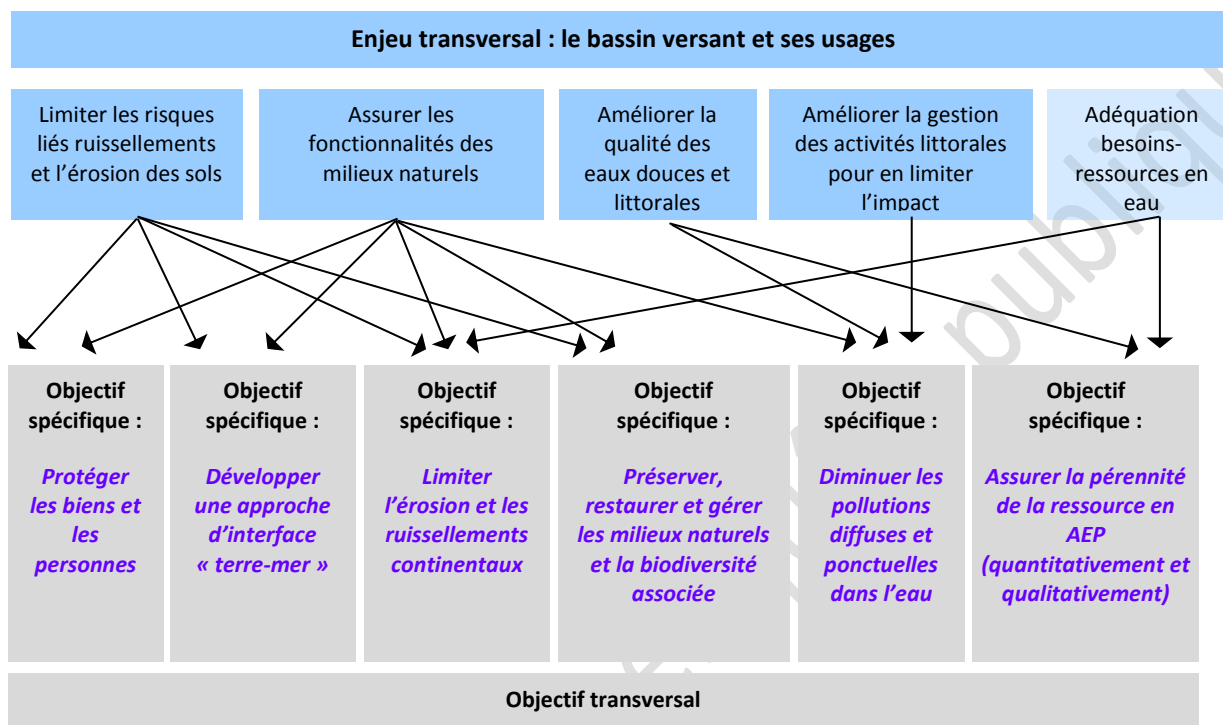 Enjeu transversal : le bassin versant et ses usages
Limiter les risques
liés ruissellements
et l’érosion des sols
Assurer les
fonctionnalités des
milieux naturels
Améliorer la
qualité des
eaux douces et
littorales
Améliorer la gestion
des activités littorales
pour en limiter
l’impact
Adéquation
besoins-
ressources en
eau
Objectif
spécifique :
Protéger
les biens et
les
personnes
Objectif
spécifique :
Développer
une approche
d’interface
« terre-mer »
Objectif
spécifique :
Limiter
l’érosion et les
ruissellements
continentaux
Objectif
spécifique :
Préserver,
restaurer et gérer
les milieux naturels
et la biodiversité
associée
Objectif
spécifique :
Diminuer les
pollutions
diffuses et
ponctuelles
dans l’eau
Objectif
spécifique :
Assurer la pérennité
de la ressource en
AEP
(quantitativement et
qualitativement)
Objectif transversal